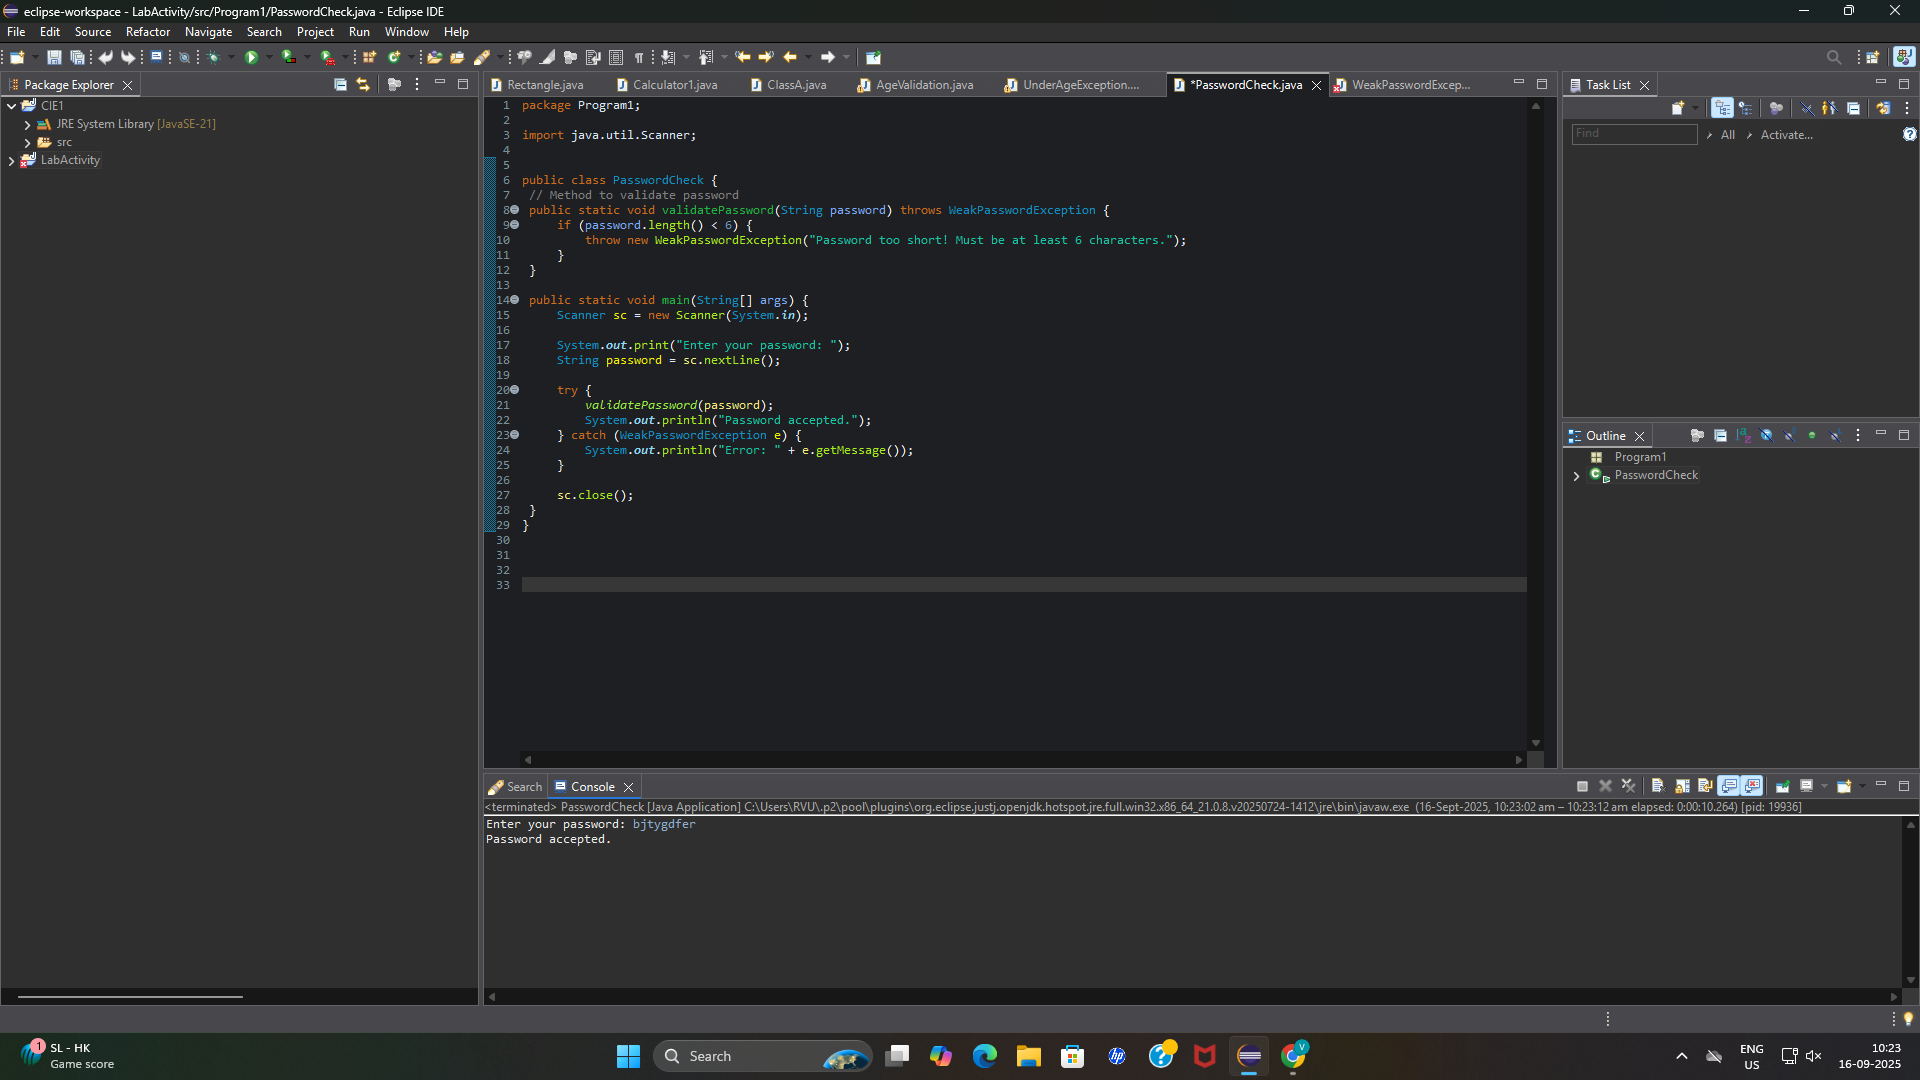 eclipse-workspace - LabActivity/src/Program1/PasswordCheck.java - Eclipse IDE
File Edit Source Refactor Navigate Search Project Run Window Help
Package Explorer
CIE1
JRE System Library [JavaSE-21]
src
LabActivity
Rectangle.java Calculator1.java ClassA.java AgeValidation.java UnderAgeException.... *PasswordCheck.java WeakPasswordExcep...
1 package Program1;
2
3 import java.util.Scanner;
4
5
6 public class PasswordCheck {
7 // Method to validate password
8 public static void validatePassword(String password) throws WeakPasswordException {
9 if (password.length() < 6) {
10 throw new WeakPasswordException("Password too short! Must be at least 6 characters.");
11 }
12 }
13
14 public static void main(String[] args) {
15 Scanner sc = new Scanner(System.in);
16
17 System.out.print("Enter your password: ");
18 String password = sc.nextLine();
19
20 try {
21 validatePassword(password);
22 System.out.println("Password accepted.");
23 } catch (WeakPasswordException e) {
24 System.out.println("Error: " + e.getMessage());
25 }
26
27 sc.close();
28 }
29 }
30
31
32
33
Task List
Find All Activate...
Outline
Program1
PasswordCheck
Search Console
<terminated> PasswordCheck [Java Application] C:\Users\RVU\.p2\pool\plugins\org.eclipse.justj.openjdk.hotspot.jre.full.win32.x86_64_21.0.8.v20250724-1412\jre\bin\javaw.exe (16-Sept-2025, 10:23:02 am – 10:23:12 am elapsed: 0:00:10.264) [pid: 19936]
Enter your password: bjtygdfer
Password accepted.
1
SL - HK
Game score
Search
hp
V
ENG
US
10:23
16-09-2025